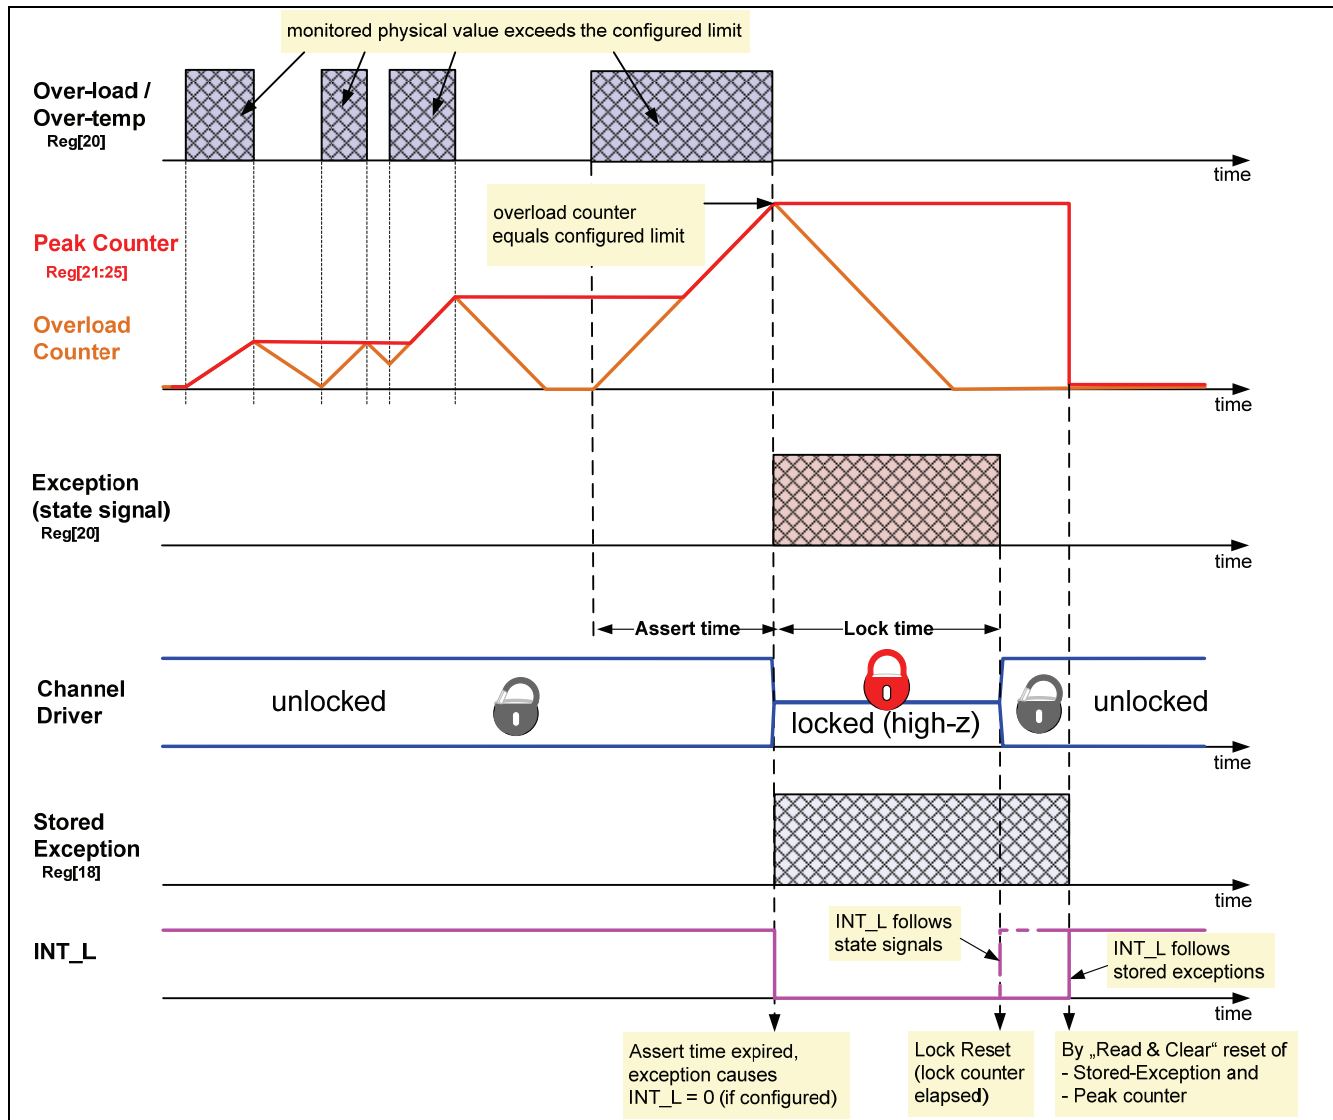 monitored physical value exceeds the configured limit
Over-load /
Over-temp
Reg[20]
time
overload counter
equals configured limit
Peak Counter
Reg[21:25]
Overload
Counter
time
Exception
(state signal)
Reg[20]
time
Assert time
Lock time
Channel
Driver
unlocked
locked (high-z)
unlocked
time
Stored
Exception
Reg[18]
time
INT_L follows
state signals
INT_L
INT_L follows
stored exceptions
time
Assert time expired,
exception causes
INT_L = 0 (if configured)
Lock Reset
(lock counter
elapsed)
By „Read & Clear“ reset of
- Stored-Exception and
- Peak counter